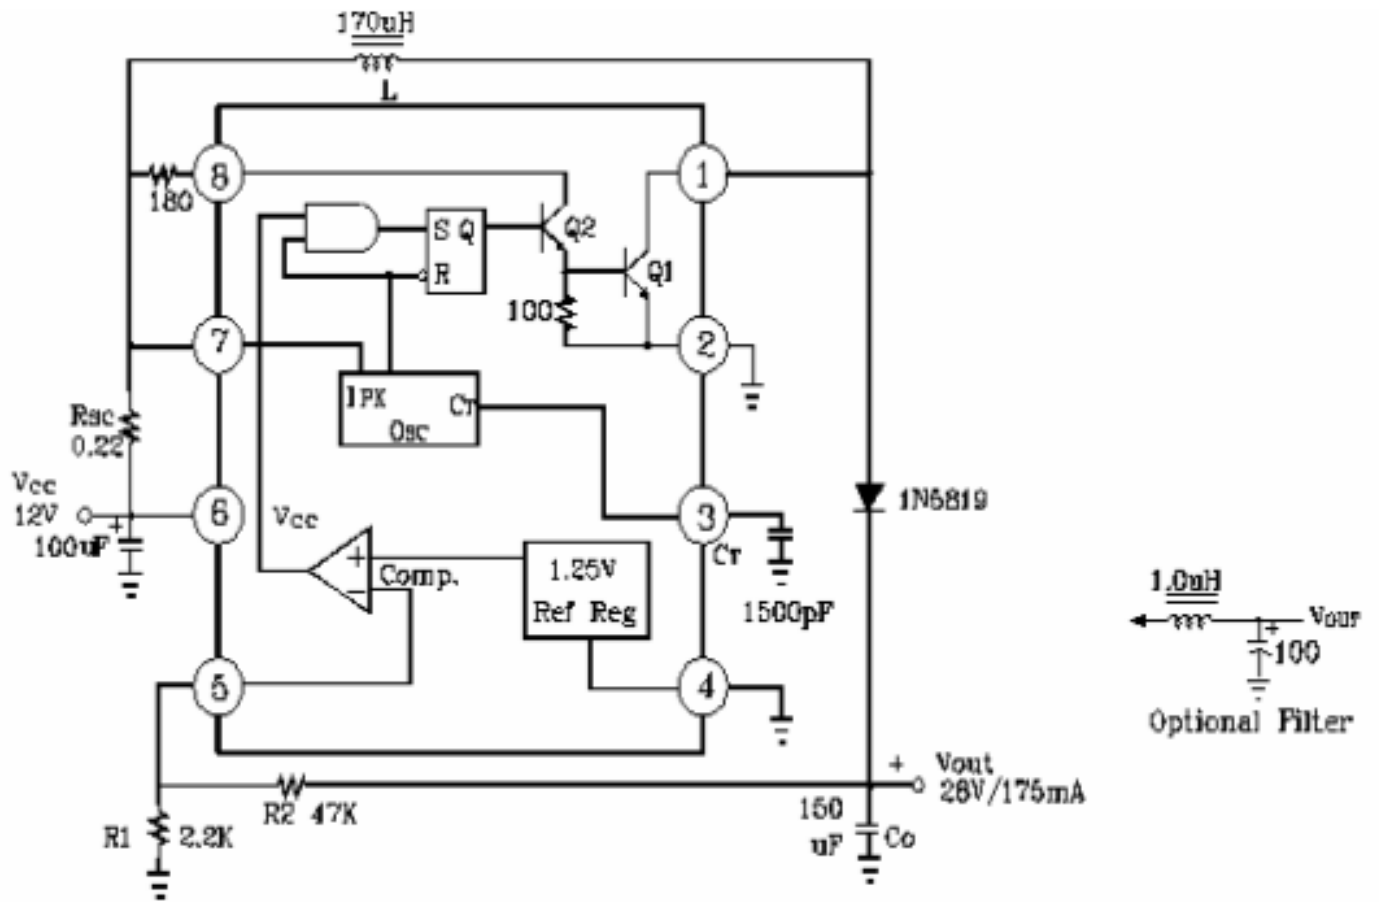 170uH
L
8
1
180
S Q
R
Q2
Q1
100
7
2
IPK
CT
Osc
Rsc
0.22
Vcc
12V
100uF
6
Vcc
3
CT
1500pF
1N5819
Comp.
+
−
1.25V
Ref Reg
5
4
1.0uH
VOUT
+
100
Optional Filter
R2 47K
R1
2.2K
+
Vout
28V/175mA
150
uF
Co